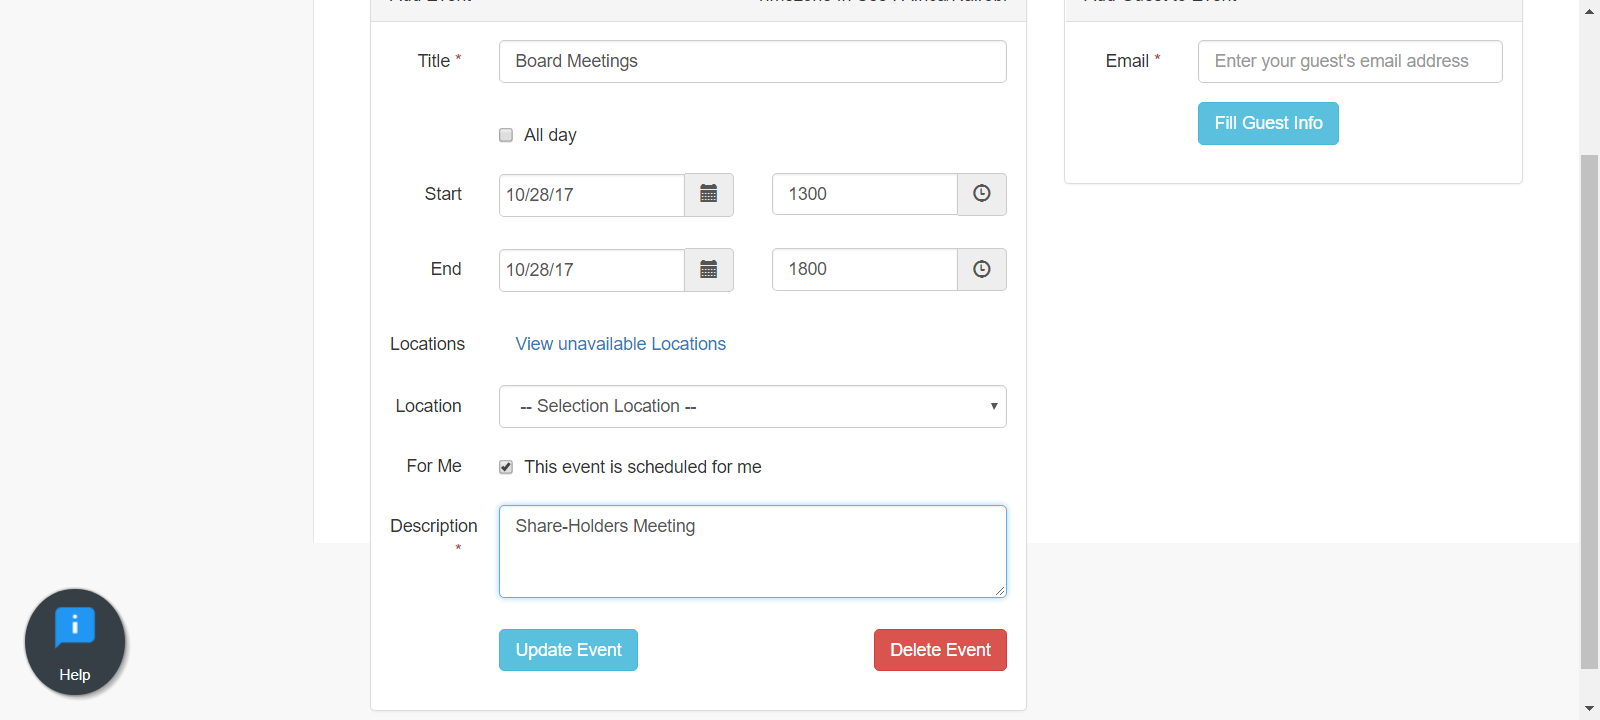 Title *
Board Meetings
All day
Start
10/28/17
1300
End
10/28/17
1800
Locations
View unavailable Locations
Location
-- Selection Location --
For Me
This event is scheduled for me
Description
*
Share-Holders Meeting
Update Event
Delete Event
Email *
Enter your guest's email address
Fill Guest Info
i
Help